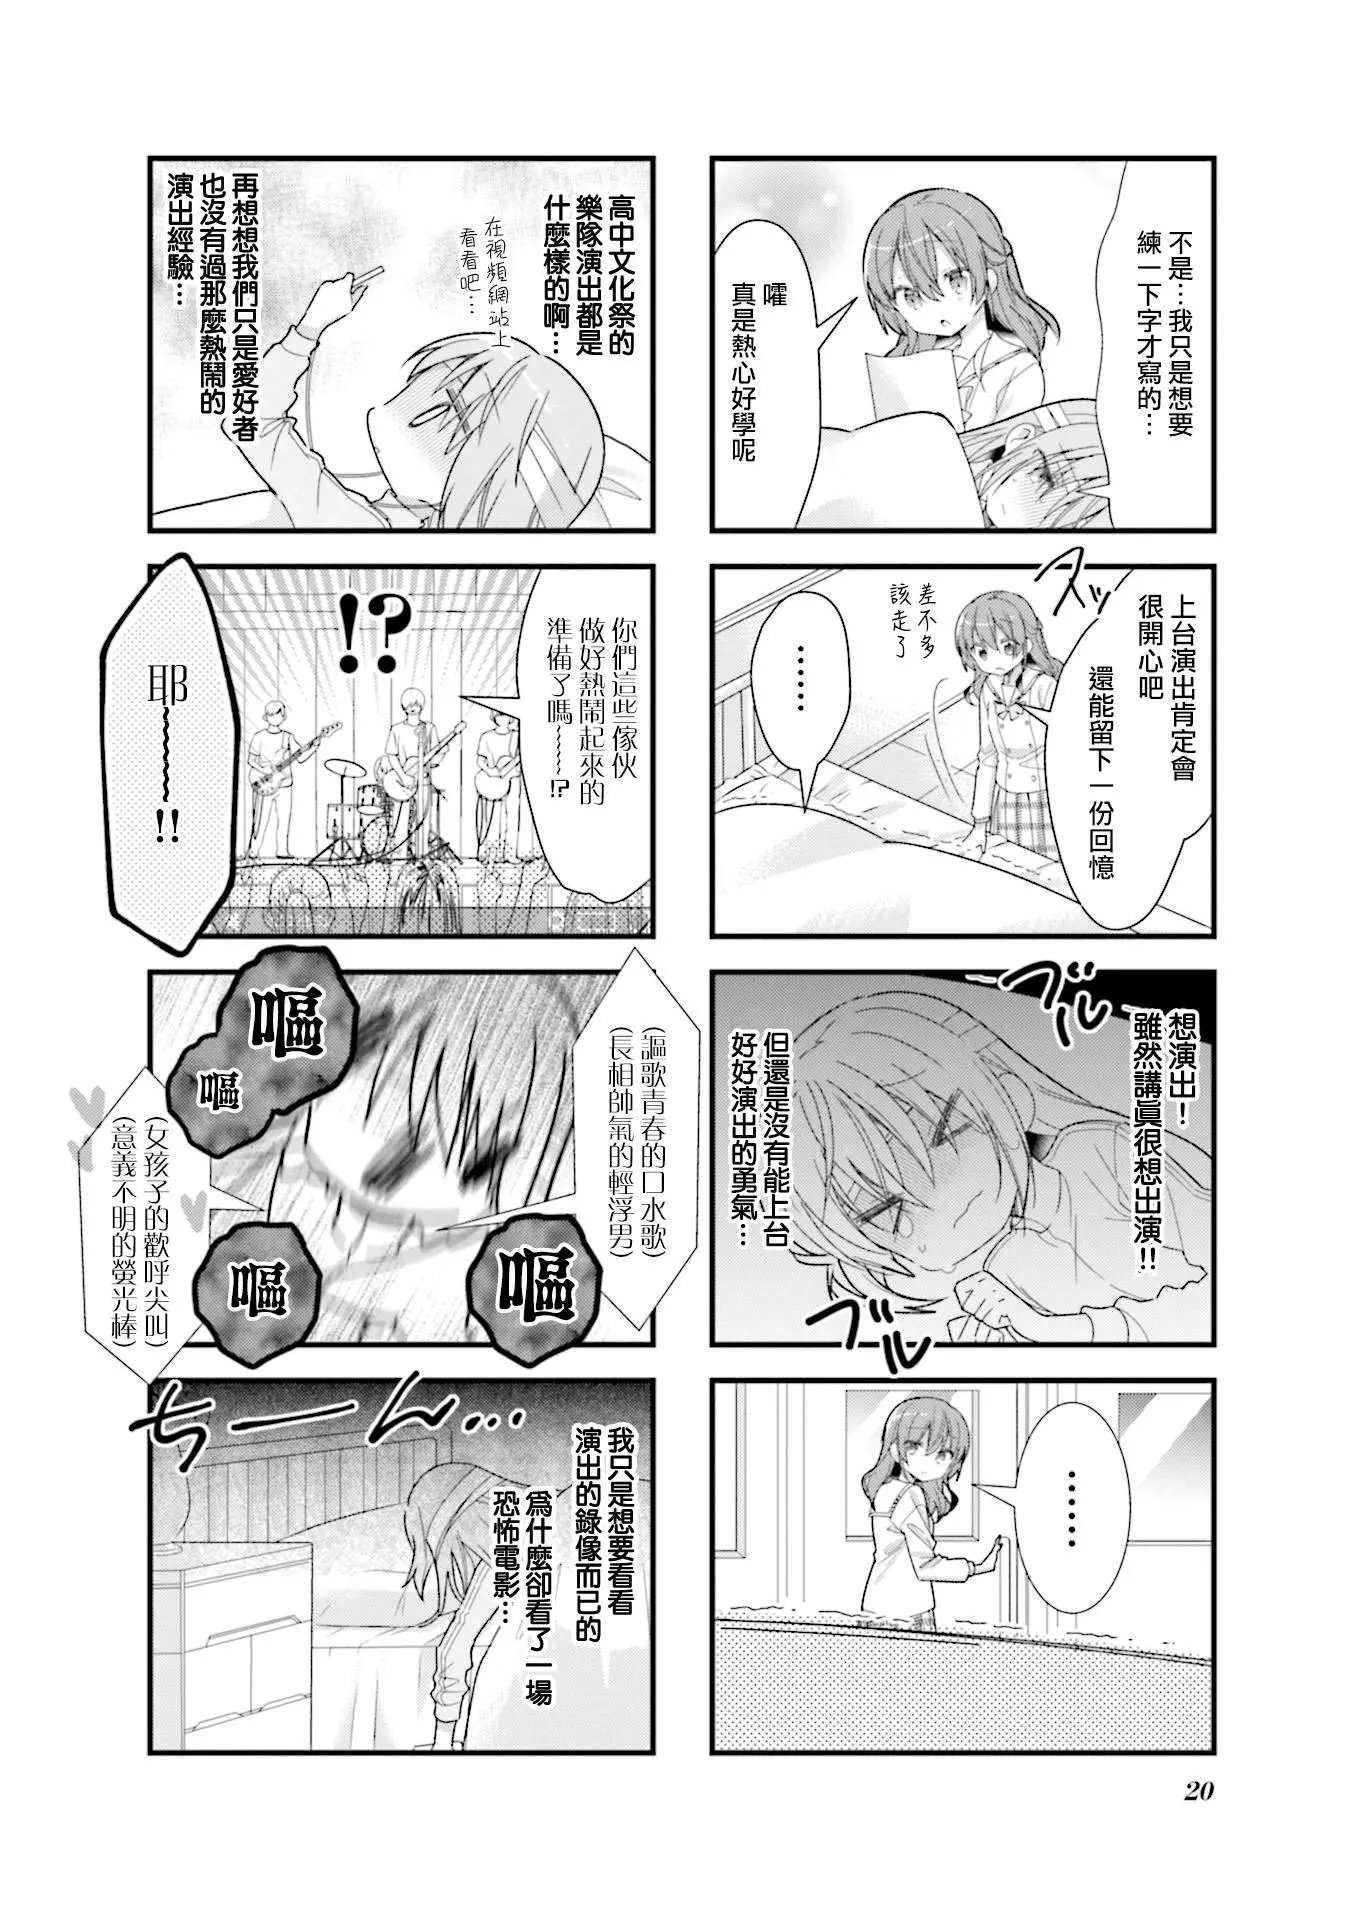 不是…我只是想要
練一下字才寫的…
嚯
真是熱心好學呢
スッ
上台演出肯定會
很開心吧
還能留下一份回憶
差不多
該走了
……
ブル
想演出！
雖然講真很想出演!!
但還是沒有能上台
好好演出的勇氣…
ブル
……
高中文化祭的
樂隊演出都是
什麼樣的啊…
在視頻網站上
看看吧…
再想想我們只是愛好者
也沒有過那麼熱鬧的
演出經驗…
你們這些傢伙
做好熱鬧起來的
準備了嗎~~~~!?
!?
耶~~~~~!!
(謳歌青春的口水歌)
(長相帥氣的輕浮男)
嘔
嘔
嘔
嘔
(女孩子的歡呼尖叫)
(意義不明的螢光棒)
ちーん…
我只是想要看看
演出的錄像而已的
爲什麼卻看了一場
恐怖電影…
20